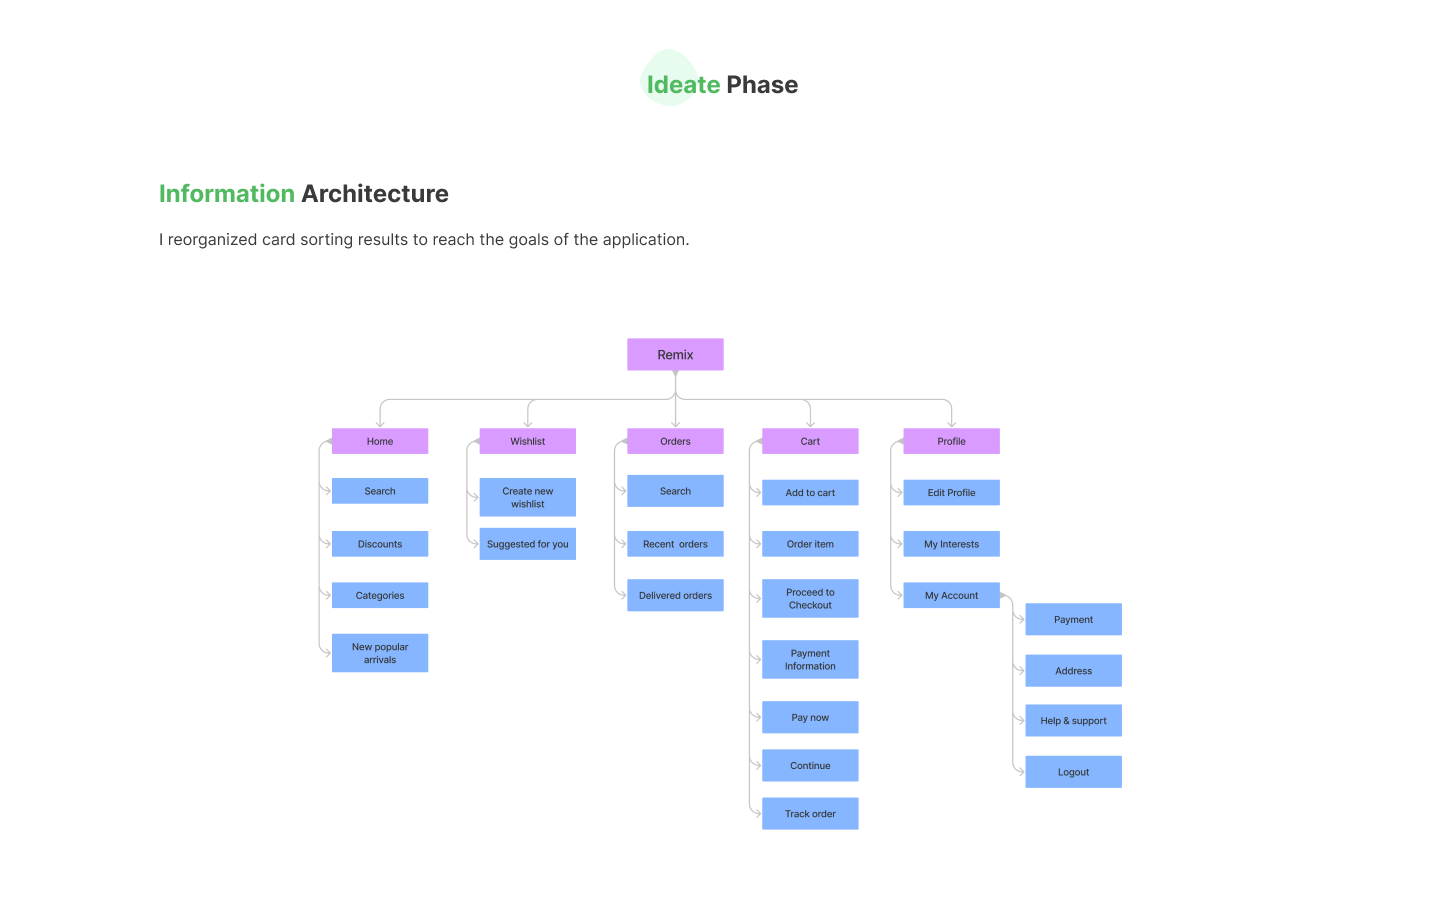 Ideate Phase
Information Architecture
I reorganized card sorting results to reach the goals of the application.
Remix
Home
Search
Discounts
Categories
New popular
arrivals
Wishlist
Create new
wishlist
Suggested for you
Orders
Search
Recent orders
Delivered orders
Cart
Add to cart
Order item
Proceed to
Checkout
Payment
Information
Pay now
Continue
Track order
Profile
Edit Profile
My Interests
My Account
Payment
Address
Help & support
Logout